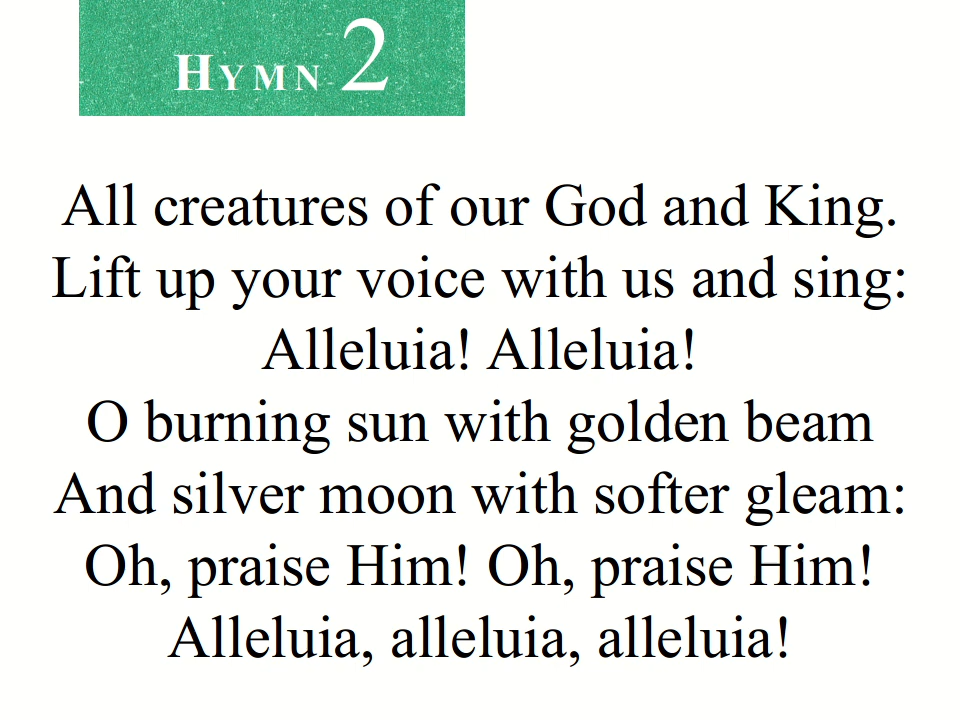 HYMN 2
All creatures of our God and King.
Lift up your voice with us and sing:
Alleluia! Alleluia!
O burning sun with golden beam
And silver moon with softer gleam:
Oh, praise Him! Oh, praise Him!
Alleluia, alleluia, alleluia!